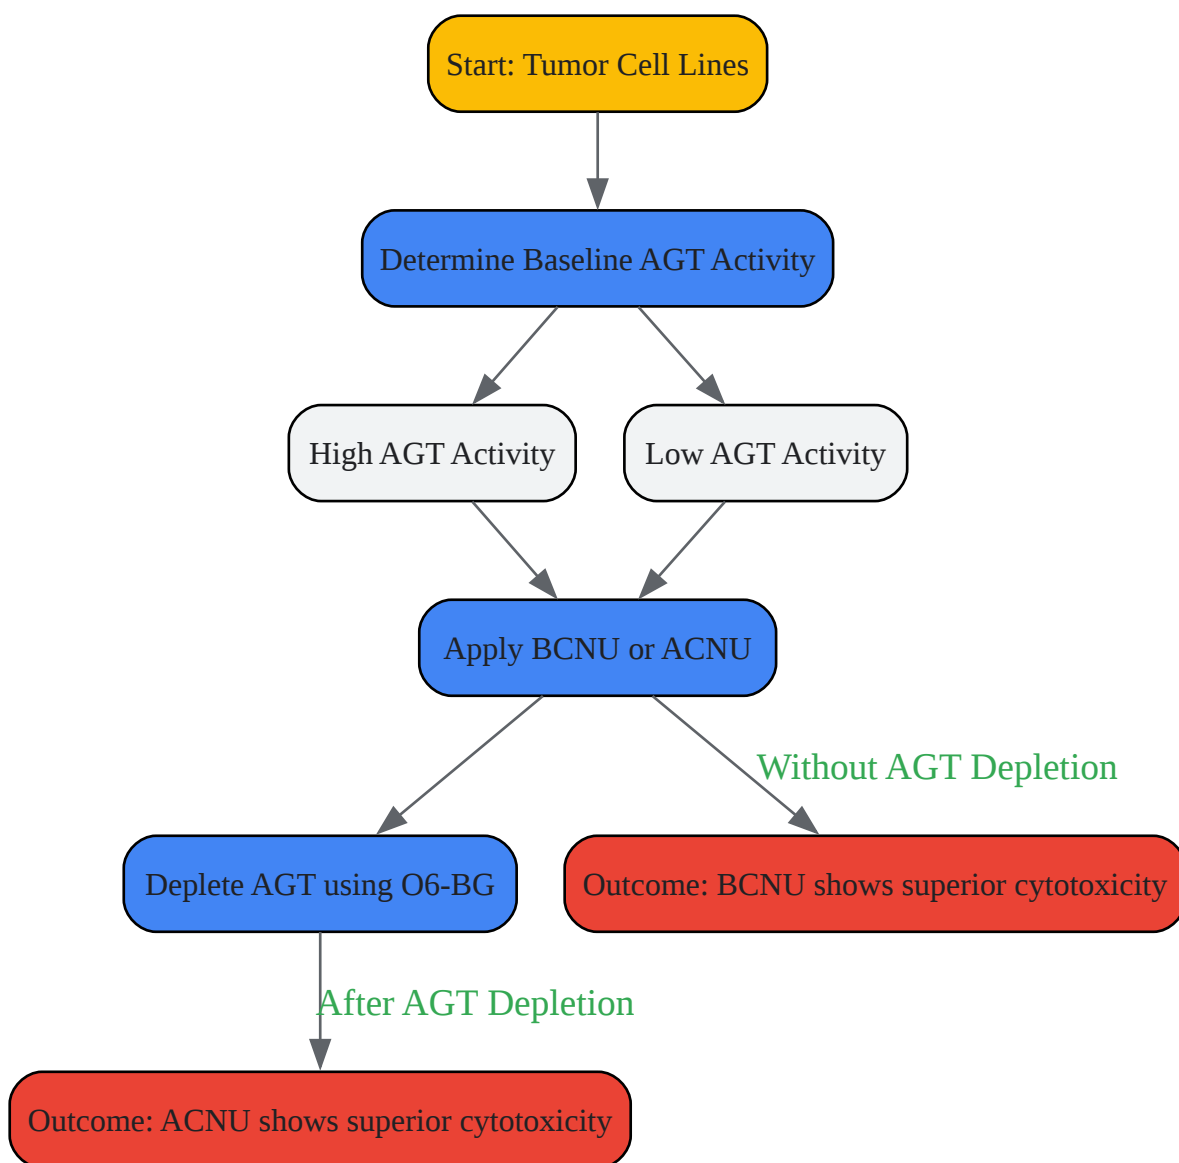 Start: Tumor Cell Lines
Determine Baseline AGT Activity
High AGT Activity
Low AGT Activity
Apply BCNU or ACNU
Without AGT Depletion
Deplete AGT using O6-BG
Outcome: BCNU shows superior cytotoxicity
After AGT Depletion
Outcome: ACNU shows superior cytotoxicity